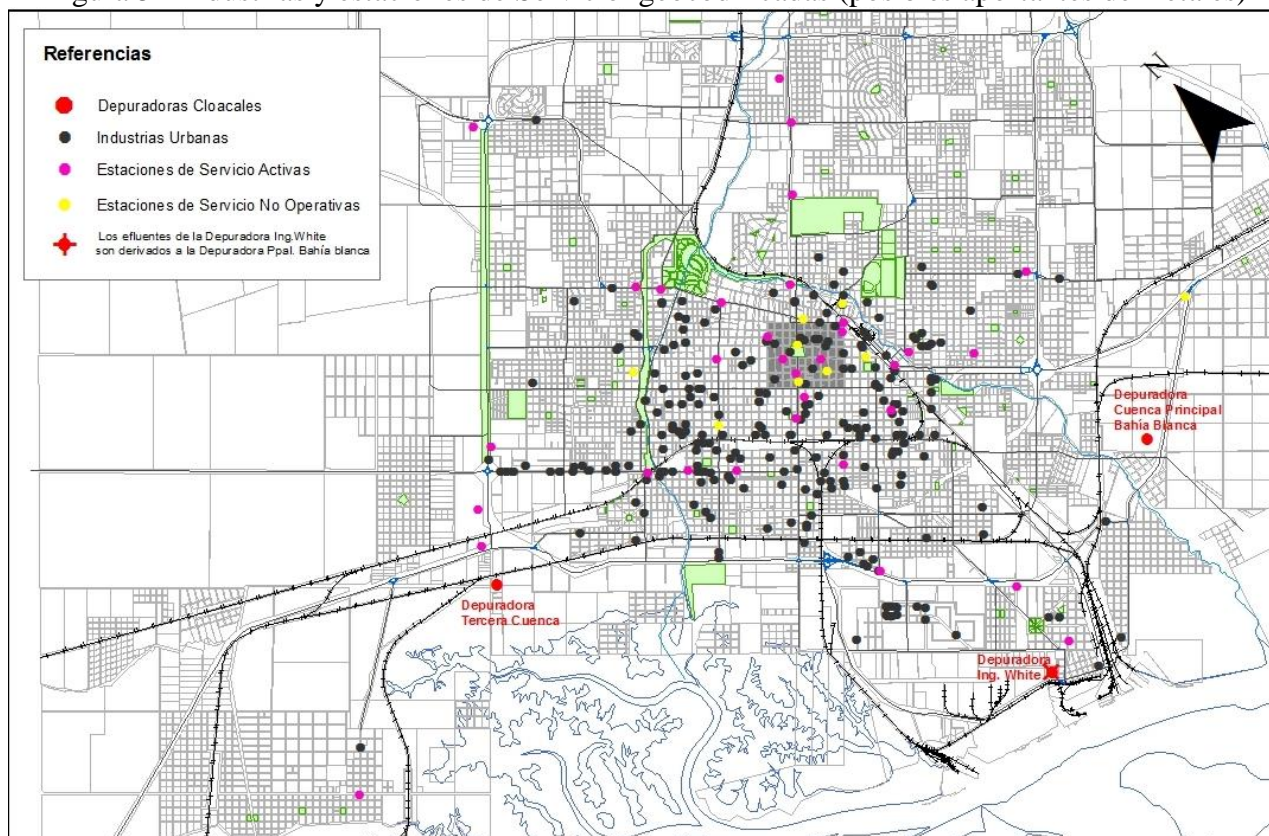 Referencias
Depuradoras Cloacales
Industrias Urbanas
Estaciones de Servicio Activas
Estaciones de Servicio No Operativas
Los efluentes de la Depuradora Ing.White
son derivados a la Depuradora Ppal. Bahía blanca
N
Depuradora
Cuenca Principal
Bahía Blanca
Depuradora
Tercera Cuenca
Depuradora
Ing. White